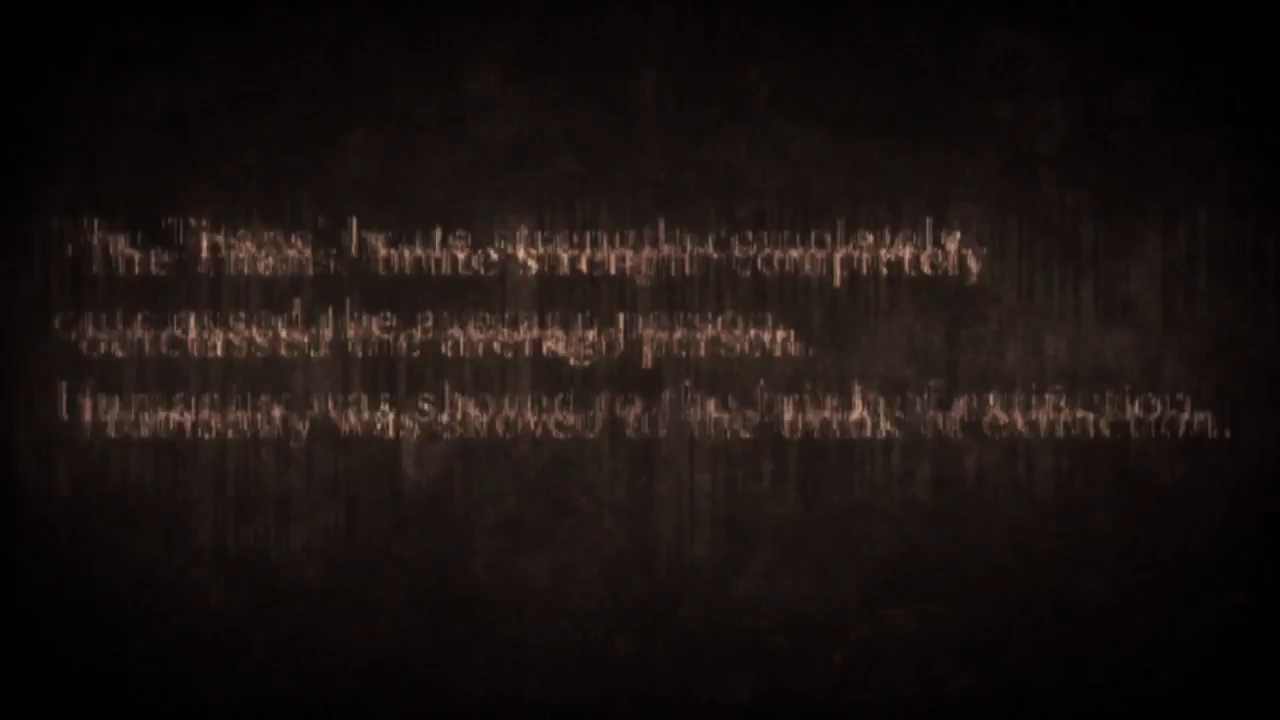 The Titans' brute strength completely
outclassed the average person.
Humanity was shoved to the brink of extinction.